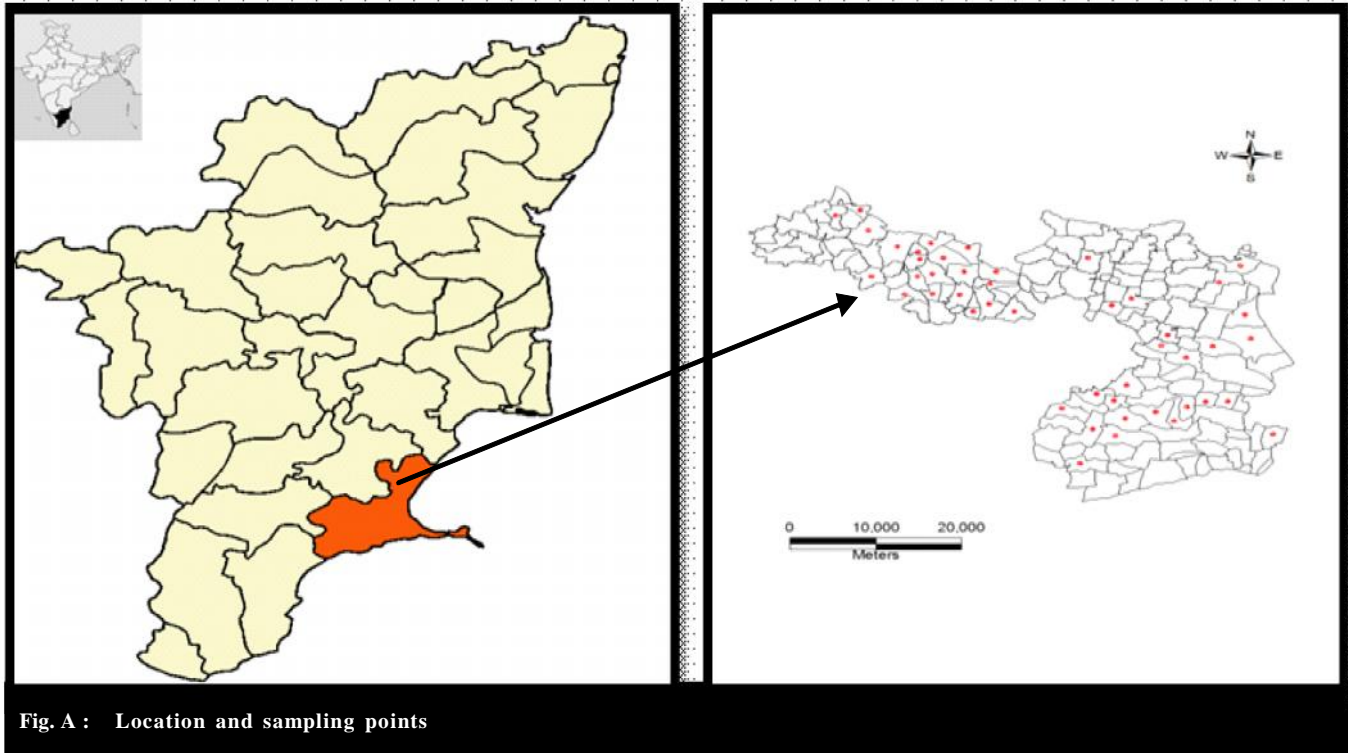 N
W E
S
0 10,000 20,000
Meters
Fig. A : Location and sampling points